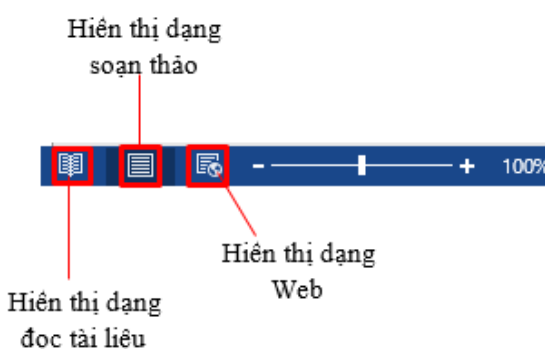 Hiển thị dạng
soạn thảo
- + 100%
Hiển thị dạng
Web
Hiển thị dạng
đọc tài liệu